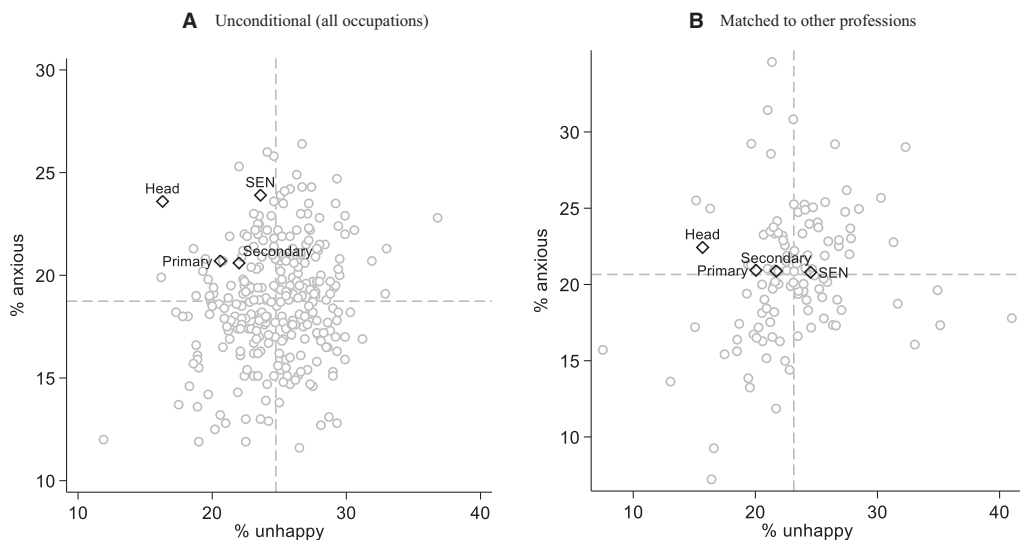 A Unconditional (all occupations)
30
25
20
15
10
% anxious
Head
SEN
Primary
Secondary
10 20 30 40
% unhappy
B Matched to other professions
30
25
20
15
10
% anxious
Head
Secondary
Primary
SEN
10 20 30 40
% unhappy